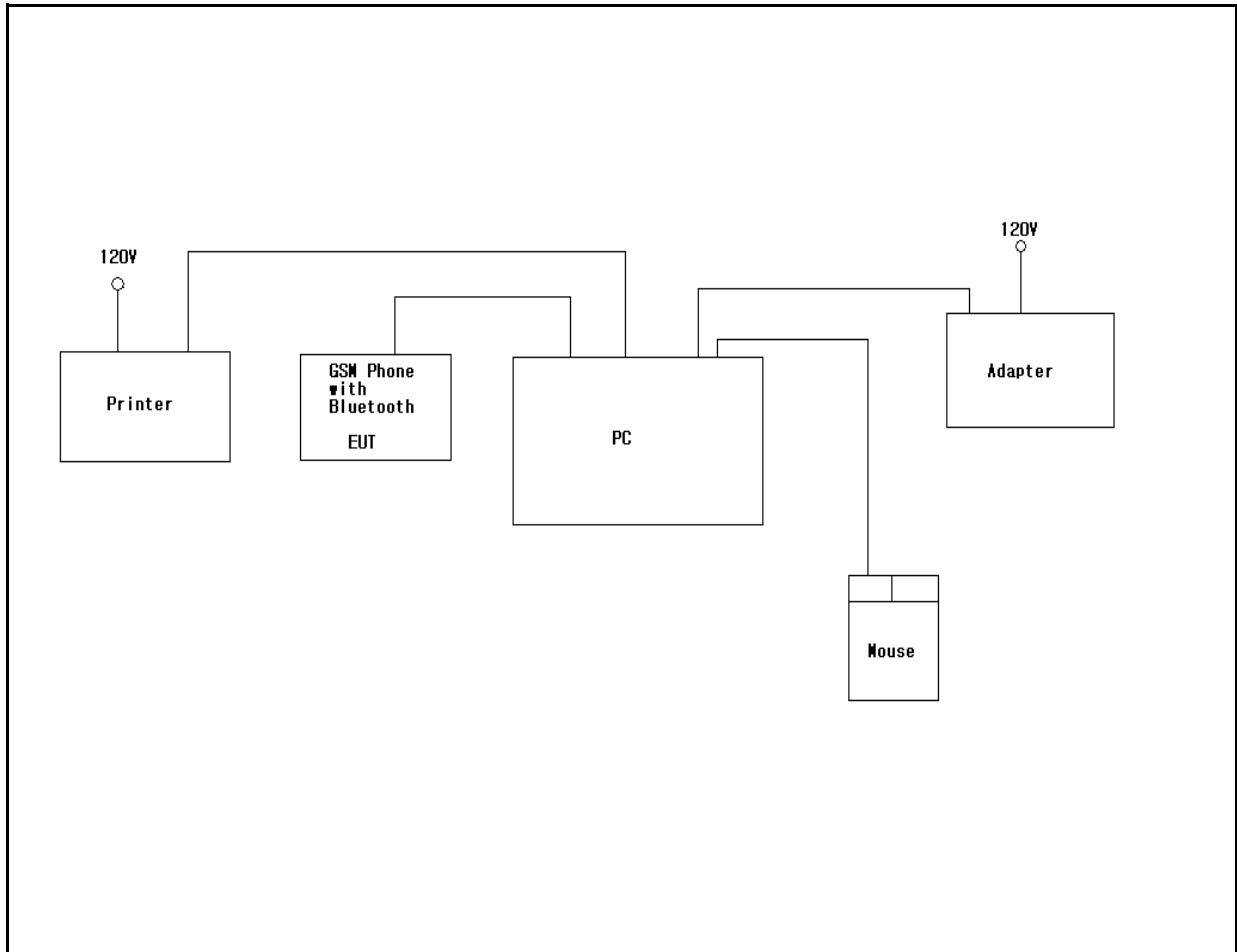 120V
120V
Printer
GSM Phone
with
Bluetooth
EUT
PC
Adapter
Mouse